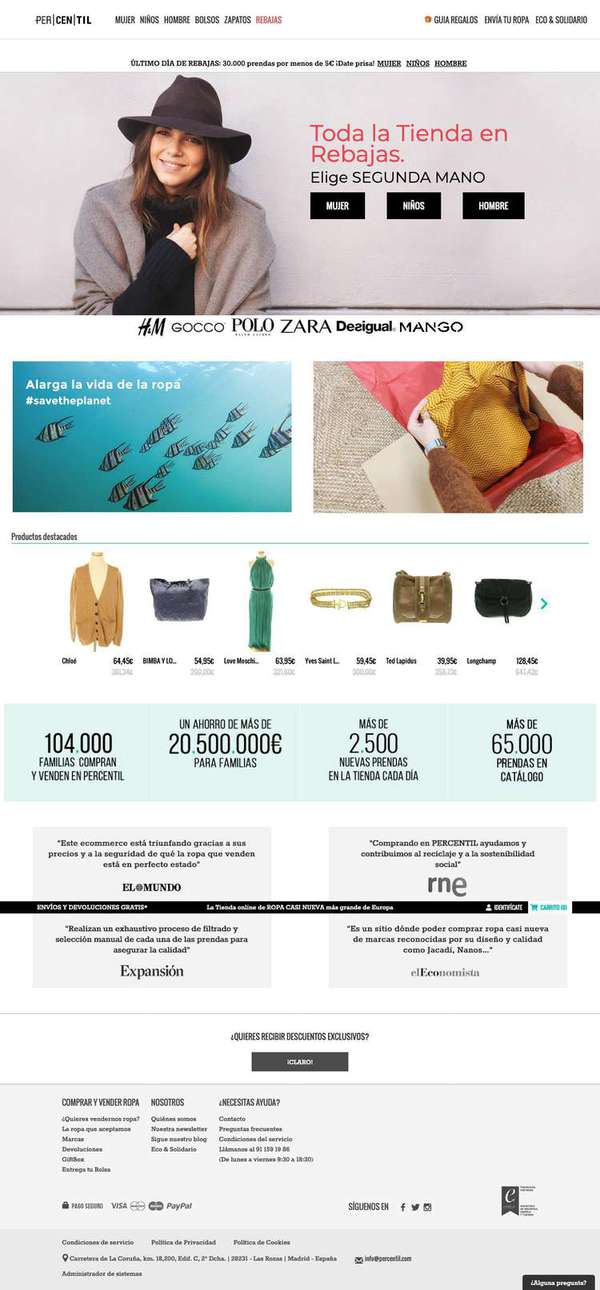 PER|CEN|TIL MUJER NIÑOS HOMBRE BOLSOS ZAPATOS REBAJAS GUIA REGALOS ENVÍA TU ROPA ECO & SOLIDARIO
ÚLTIMO DÍA DE REBAJAS: 30.000 prendas por menos de 5€ ¡Date prisa! MUJER NIÑOS HOMBRE
Toda la Tienda en
Rebajas.
Elige SEGUNDA MANO
MUJER NIÑOS HOMBRE
H&M GOCCO POLO ZARA Desigual MANGO
Alarga la vida de la ropa
#savetheplanet
Productos destacados
Chloé 64,45€ BIMBA Y LO... 54,95€ Love Moschi... 63,95€ Yves Saint L... 59,45€ Ted Lapidus 39,95€ Longchamp 128,45€
104.000
FAMILIAS COMPRAN
Y VENDEN EN PERCENTIL
UN AHORRO DE MÁS DE
20.500.000€
PARA FAMILIAS
MÁS DE
2.500
NUEVAS PRENDAS
EN LA TIENDA CADA DÍA
MÁS DE
65.000
PRENDAS EN
CATÁLOGO
"Este ecommerce está triunfando gracias a sus
precios y a la seguridad de qué la ropa que venden
está en perfecto estado"
EL MUNDO
"Comprando en PERCENTIL ayudamos y
contribuimos al reciclaje y a la sostenibilidad
social"
rne
ENVÍOS Y DEVOLUCIONES GRATIS* La Tienda online de ROPA CASI NUEVA más grande de Europa IDENTIFÍCATE CARRITO (0)
"Realizan un exhaustivo proceso de filtrado y
selección manual de cada una de las prendas para
asegurar la calidad"
Expansión
"Es un sitio dónde poder comprar ropa casi nueva
de marcas reconocidas por su diseño y calidad
como Jacadi, Nanos..."
elEconomista
¿QUIERES RECIBIR DESCUENTOS EXCLUSIVOS?
¡CLARO!
COMPRAR Y VENDER ROPA
¿Quieres vendernos ropa?
La ropa que aceptamos
Marcas
Devoluciones
GiftBox
Entrega tu Bolsa
NOSOTROS
Quiénes somos
Nuestra newsletter
Sigue nuestro blog
Eco & Solidario
¿NECESITAS AYUDA?
Contacto
Preguntas frecuentes
Condiciones del servicio
Llámanos al 91 159 19 86
(De lunes a viernes 9:30 a 18:30)
PAGO SEGURO VISA PayPal SÍGUENOS EN
Condiciones de servicio Política de Privacidad Política de Cookies
Carretera de La Coruña, km. 18,200, Edif. C, 2ª Dcha. | 28231 - Las Rozas | Madrid - España info@percentil.com
Administrador de sistemas
¿Alguna pregunta?